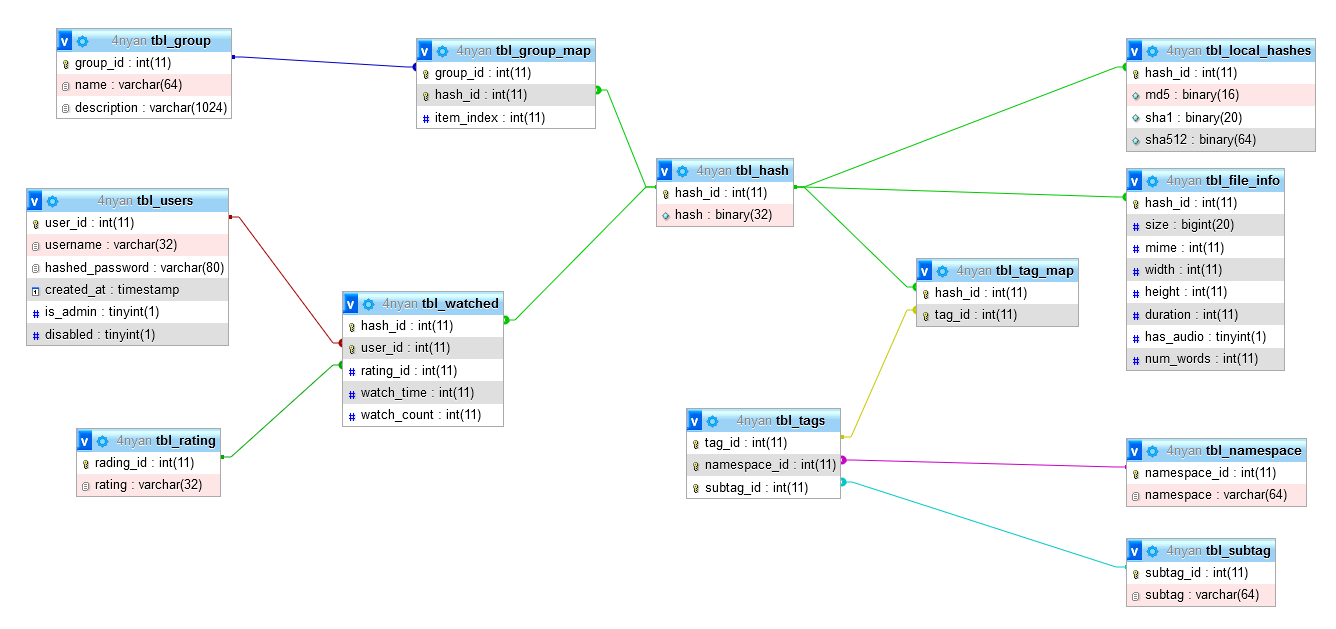 4nyan tbl_group
group_id : int(11)
name : varchar(64)
description : varchar(1024)
4nyan tbl_group_map
group_id : int(11)
hash_id : int(11)
item_index : int(11)
4nyan tbl_local_hashes
hash_id : int(11)
md5 : binary(16)
sha1 : binary(20)
sha512 : binary(64)
4nyan tbl_hash
hash_id : int(11)
hash : binary(32)
4nyan tbl_file_info
hash_id : int(11)
size : bigint(20)
mime : int(11)
width : int(11)
height : int(11)
duration : int(11)
has_audio : tinyint(1)
num_words : int(11)
4nyan tbl_users
user_id : int(11)
username : varchar(32)
hashed_password : varchar(80)
created_at : timestamp
is_admin : tinyint(1)
disabled : tinyint(1)
4nyan tbl_tag_map
hash_id : int(11)
tag_id : int(11)
4nyan tbl_watched
hash_id : int(11)
user_id : int(11)
rating_id : int(11)
watch_time : int(11)
watch_count : int(11)
4nyan tbl_tags
tag_id : int(11)
namespace_id : int(11)
subtag_id : int(11)
4nyan tbl_rating
rading_id : int(11)
rating : varchar(32)
4nyan tbl_namespace
namespace_id : int(11)
namespace : varchar(64)
4nyan tbl_subtag
subtag_id : int(11)
subtag : varchar(64)